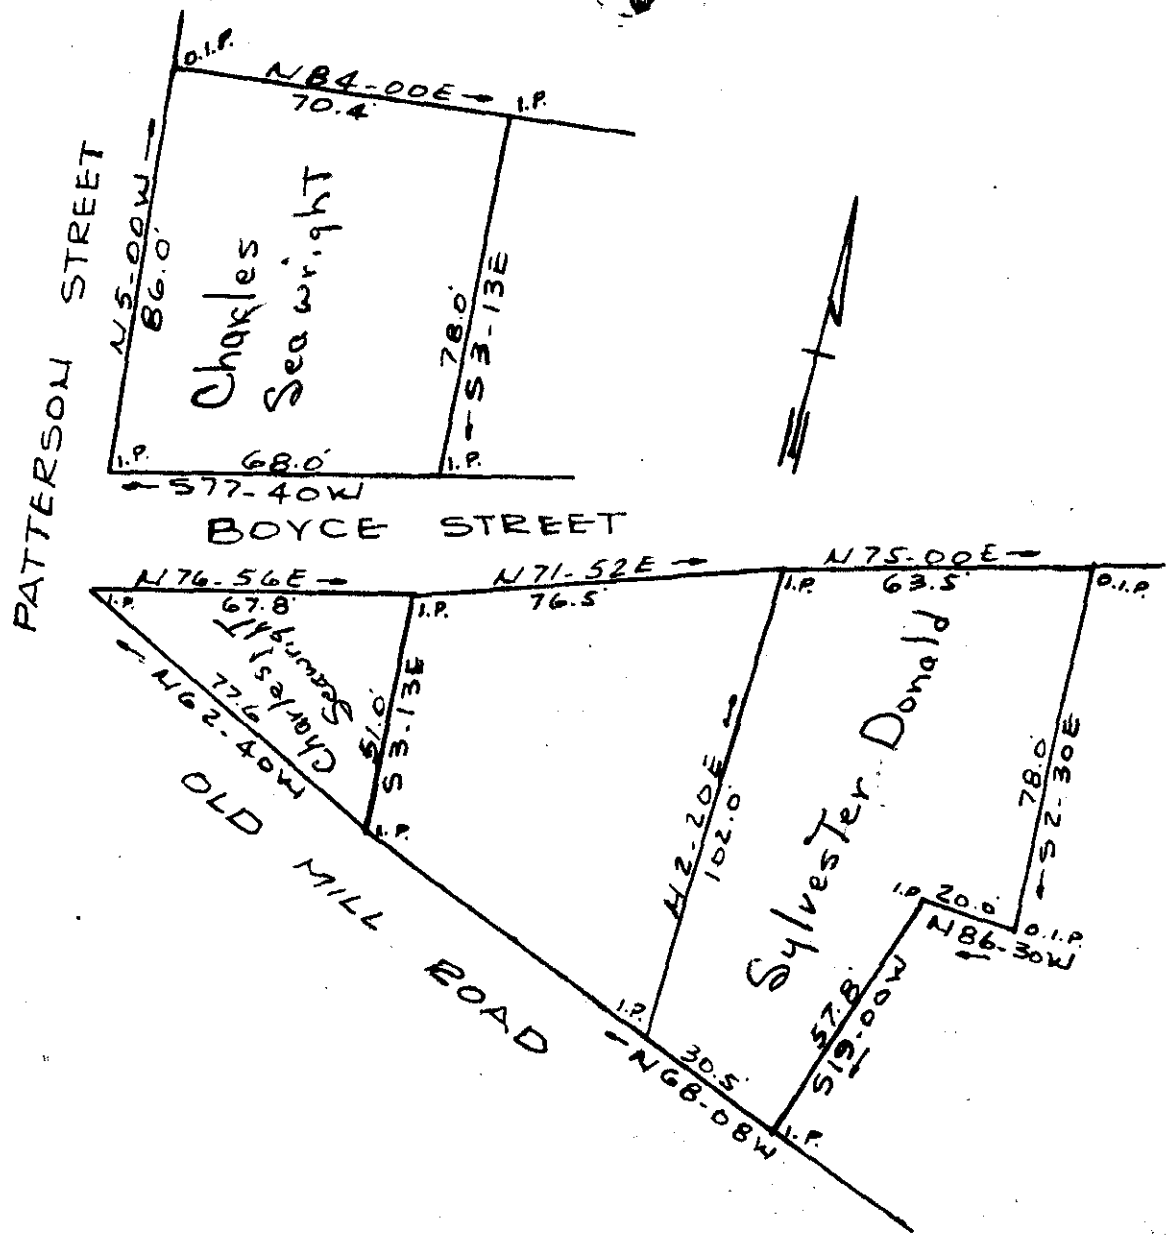 O.I.P.
N84-00E →
70.4'
I.P.
PATTERSON STREET
N5-00W →
86.0'
Charles
Seawright
78.0'
← S3-13E
I.P.
68.0'
I.P.
← S77-40W
BOYCE STREET
N76-56E →
67.8'
I.P.
I.P.
N71-52E →
76.5'
I.P.
N75-00E →
63.5'
O.I.P.
Charles
Seawright
77.6
← N62-40W
51.0'
S3-13E
I.P.
OLD MILL ROAD
N2-20E →
102.0'
Sylvester Donald
78.0'
← S2-30E
I.P.
20.0'
O.I.P.
N86-30W
←
57.8'
S19-00W
←
I.P.
30.5'
← N68-08W
I.P.